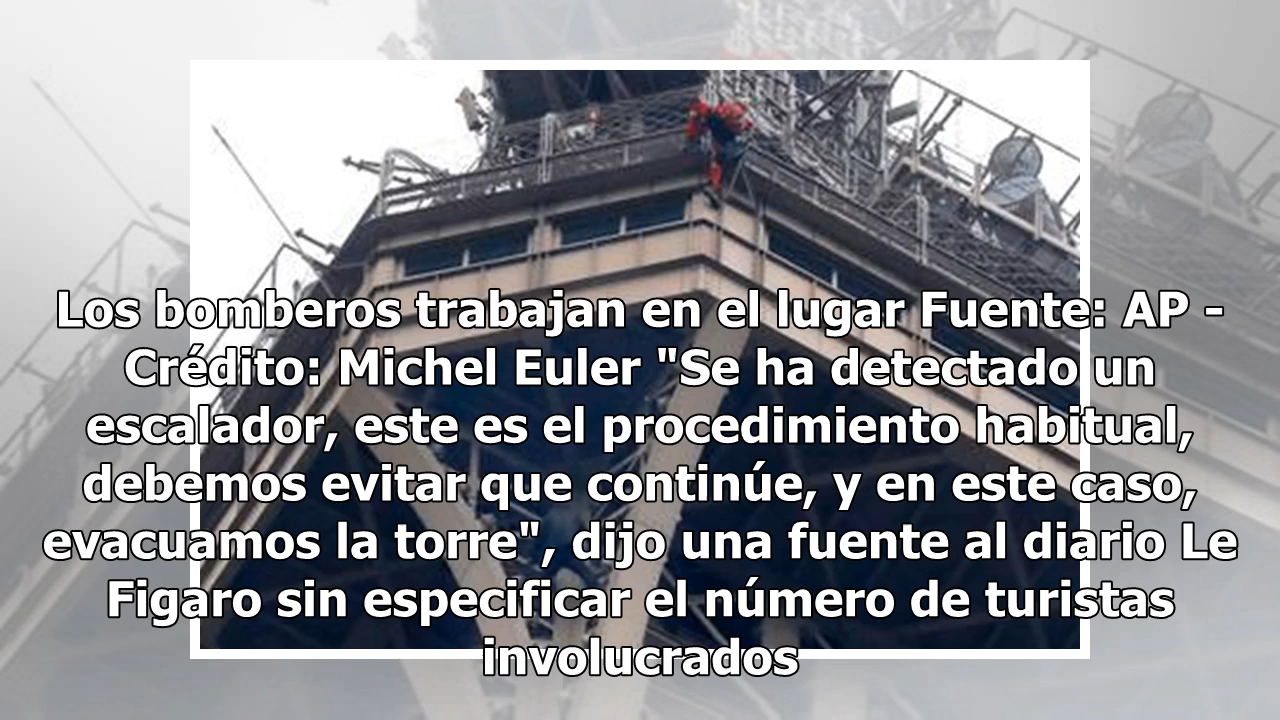 Los bomberos trabajan en el lugar Fuente: AP -
Crédito: Michel Euler "Se ha detectado un
escalador, este es el procedimiento habitual,
debemos evitar que continúe, y en este caso,
evacuamos la torre", dijo una fuente al diario Le
Figaro sin especificar el número de turistas
involucrados